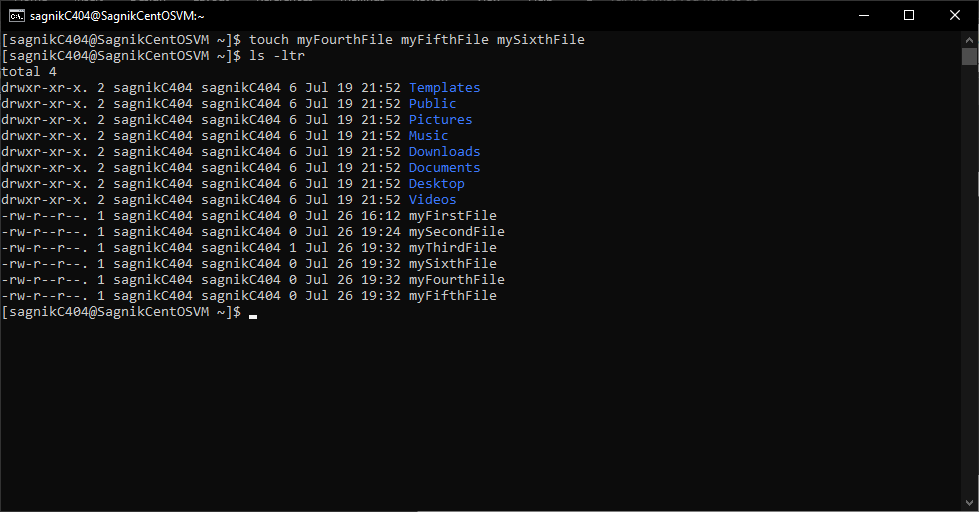 sagnikC404@SagnikCentOSVM:~
[sagnikC404@SagnikCentOSVM ~]$ touch myFourthFile myFifthFile mySixthFile
[sagnikC404@SagnikCentOSVM ~]$ ls -ltr
total 4
drwxr-xr-x. 2 sagnikC404 sagnikC404 6 Jul 19 21:52 Templates
drwxr-xr-x. 2 sagnikC404 sagnikC404 6 Jul 19 21:52 Public
drwxr-xr-x. 2 sagnikC404 sagnikC404 6 Jul 19 21:52 Pictures
drwxr-xr-x. 2 sagnikC404 sagnikC404 6 Jul 19 21:52 Music
drwxr-xr-x. 2 sagnikC404 sagnikC404 6 Jul 19 21:52 Downloads
drwxr-xr-x. 2 sagnikC404 sagnikC404 6 Jul 19 21:52 Documents
drwxr-xr-x. 2 sagnikC404 sagnikC404 6 Jul 19 21:52 Desktop
drwxr-xr-x. 2 sagnikC404 sagnikC404 6 Jul 19 21:52 Videos
-rw-r--r--. 1 sagnikC404 sagnikC404 0 Jul 26 16:12 myFirstFile
-rw-r--r--. 1 sagnikC404 sagnikC404 0 Jul 26 19:24 mySecondFile
-rw-r--r--. 1 sagnikC404 sagnikC404 1 Jul 26 19:32 myThirdFile
-rw-r--r--. 1 sagnikC404 sagnikC404 0 Jul 26 19:32 mySixthFile
-rw-r--r--. 1 sagnikC404 sagnikC404 0 Jul 26 19:32 myFourthFile
-rw-r--r--. 1 sagnikC404 sagnikC404 0 Jul 26 19:32 myFifthFile
[sagnikC404@SagnikCentOSVM ~]$